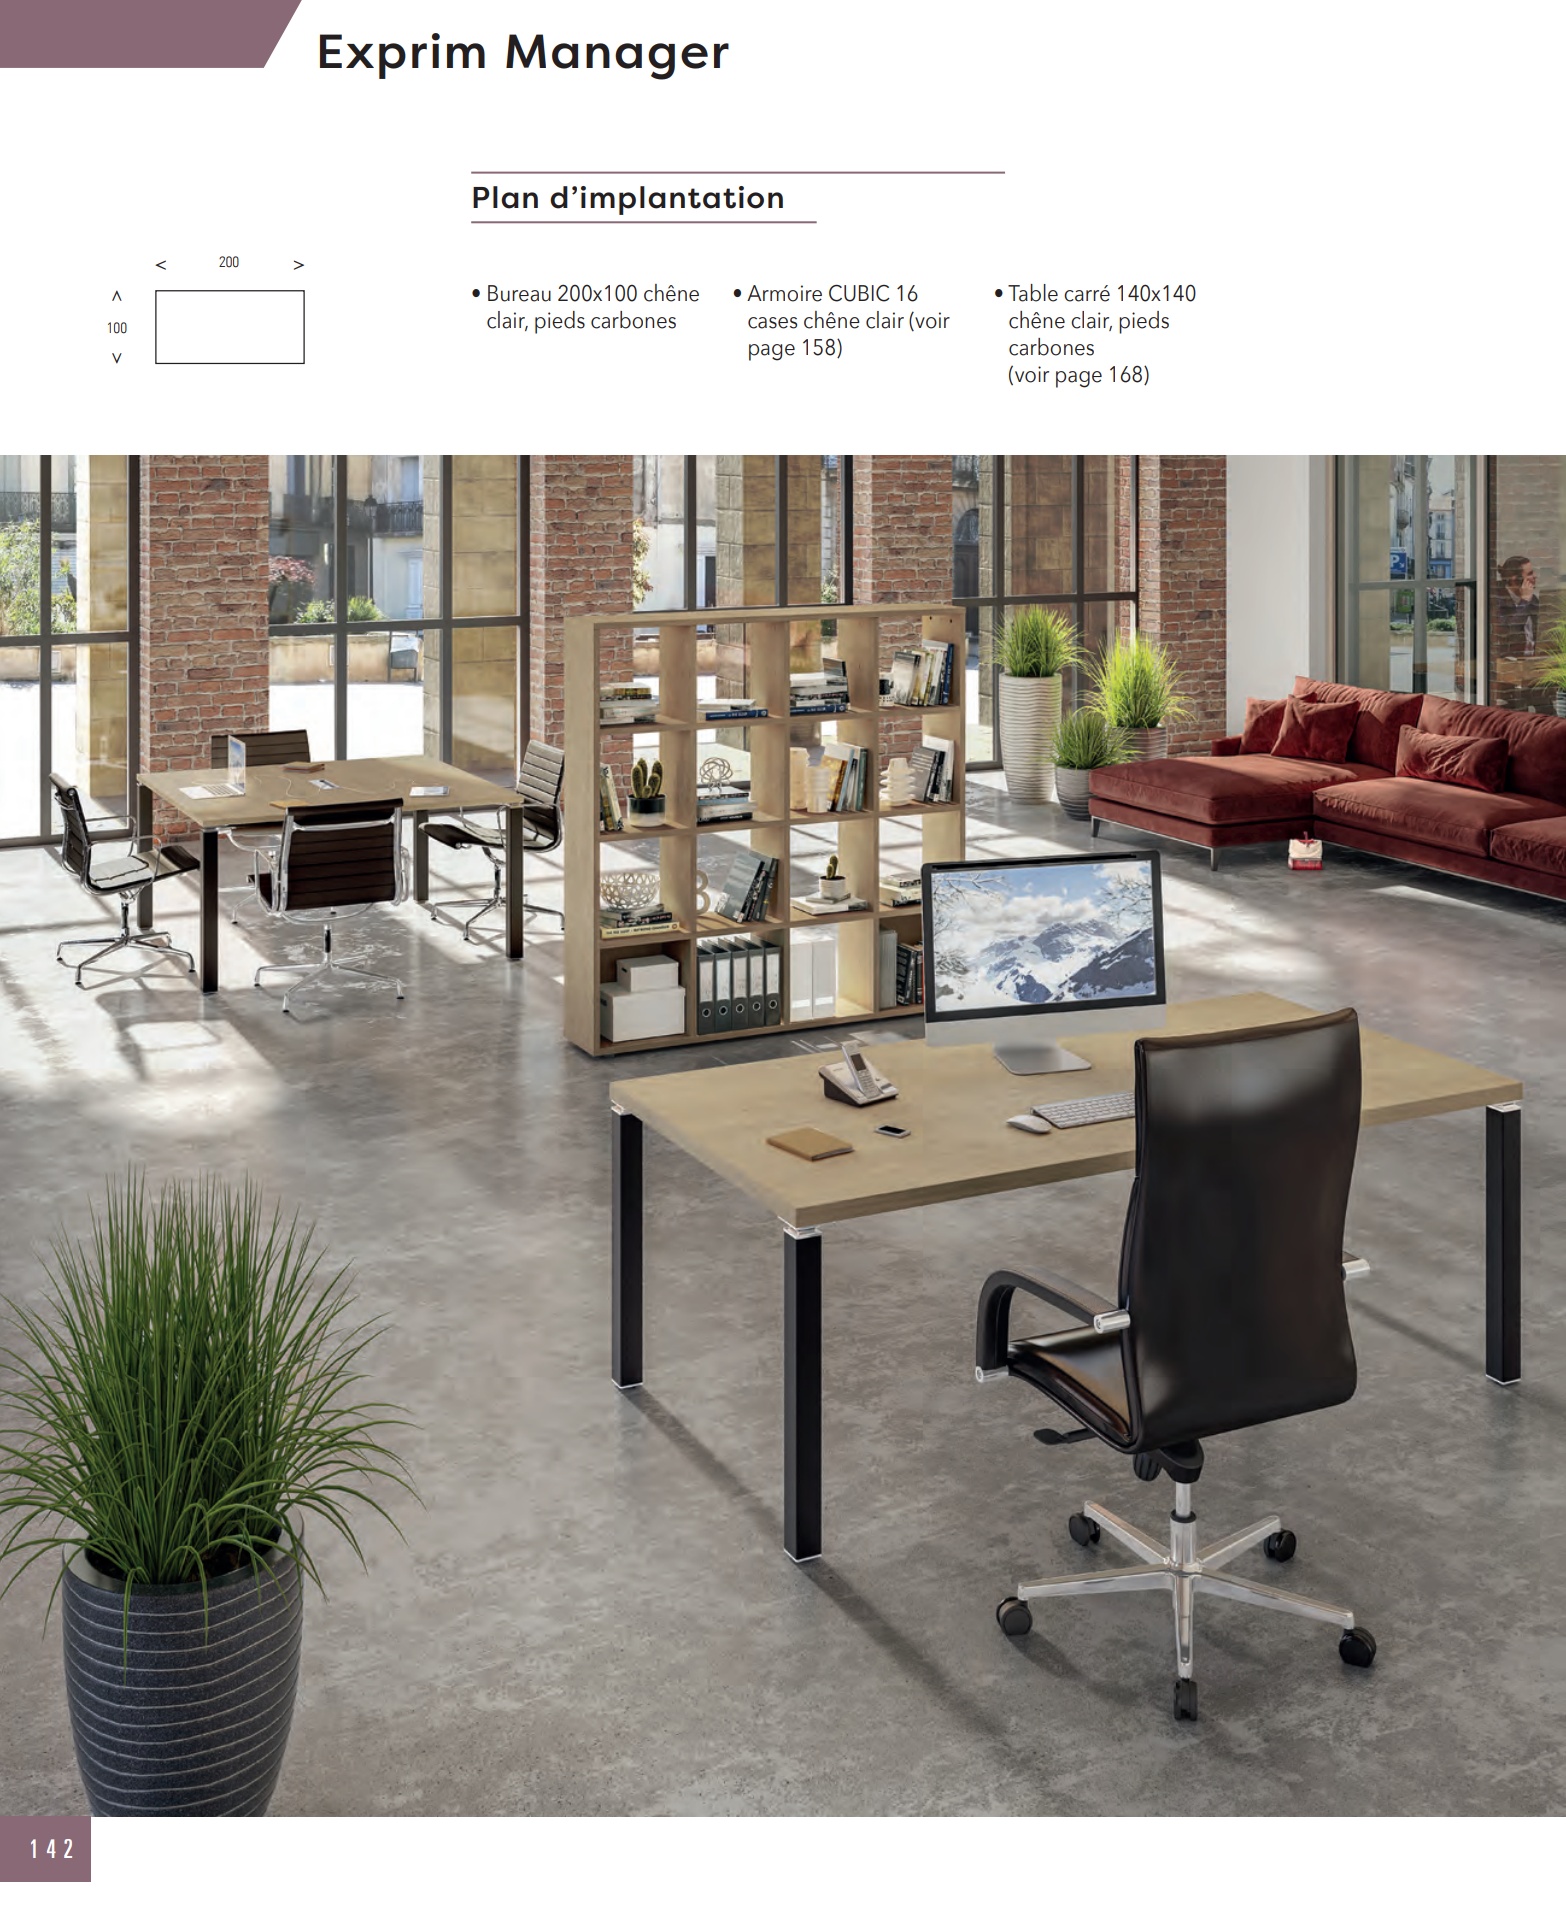 Exprim Manager
Plan d’implantation
< 200 >
100
• Bureau 200x100 chêne
clair, pieds carbones
• Armoire CUBIC 16
cases chêne clair (voir
page 158)
• Table carré 140x140
chêne clair, pieds
carbones
(voir page 168)
P
142